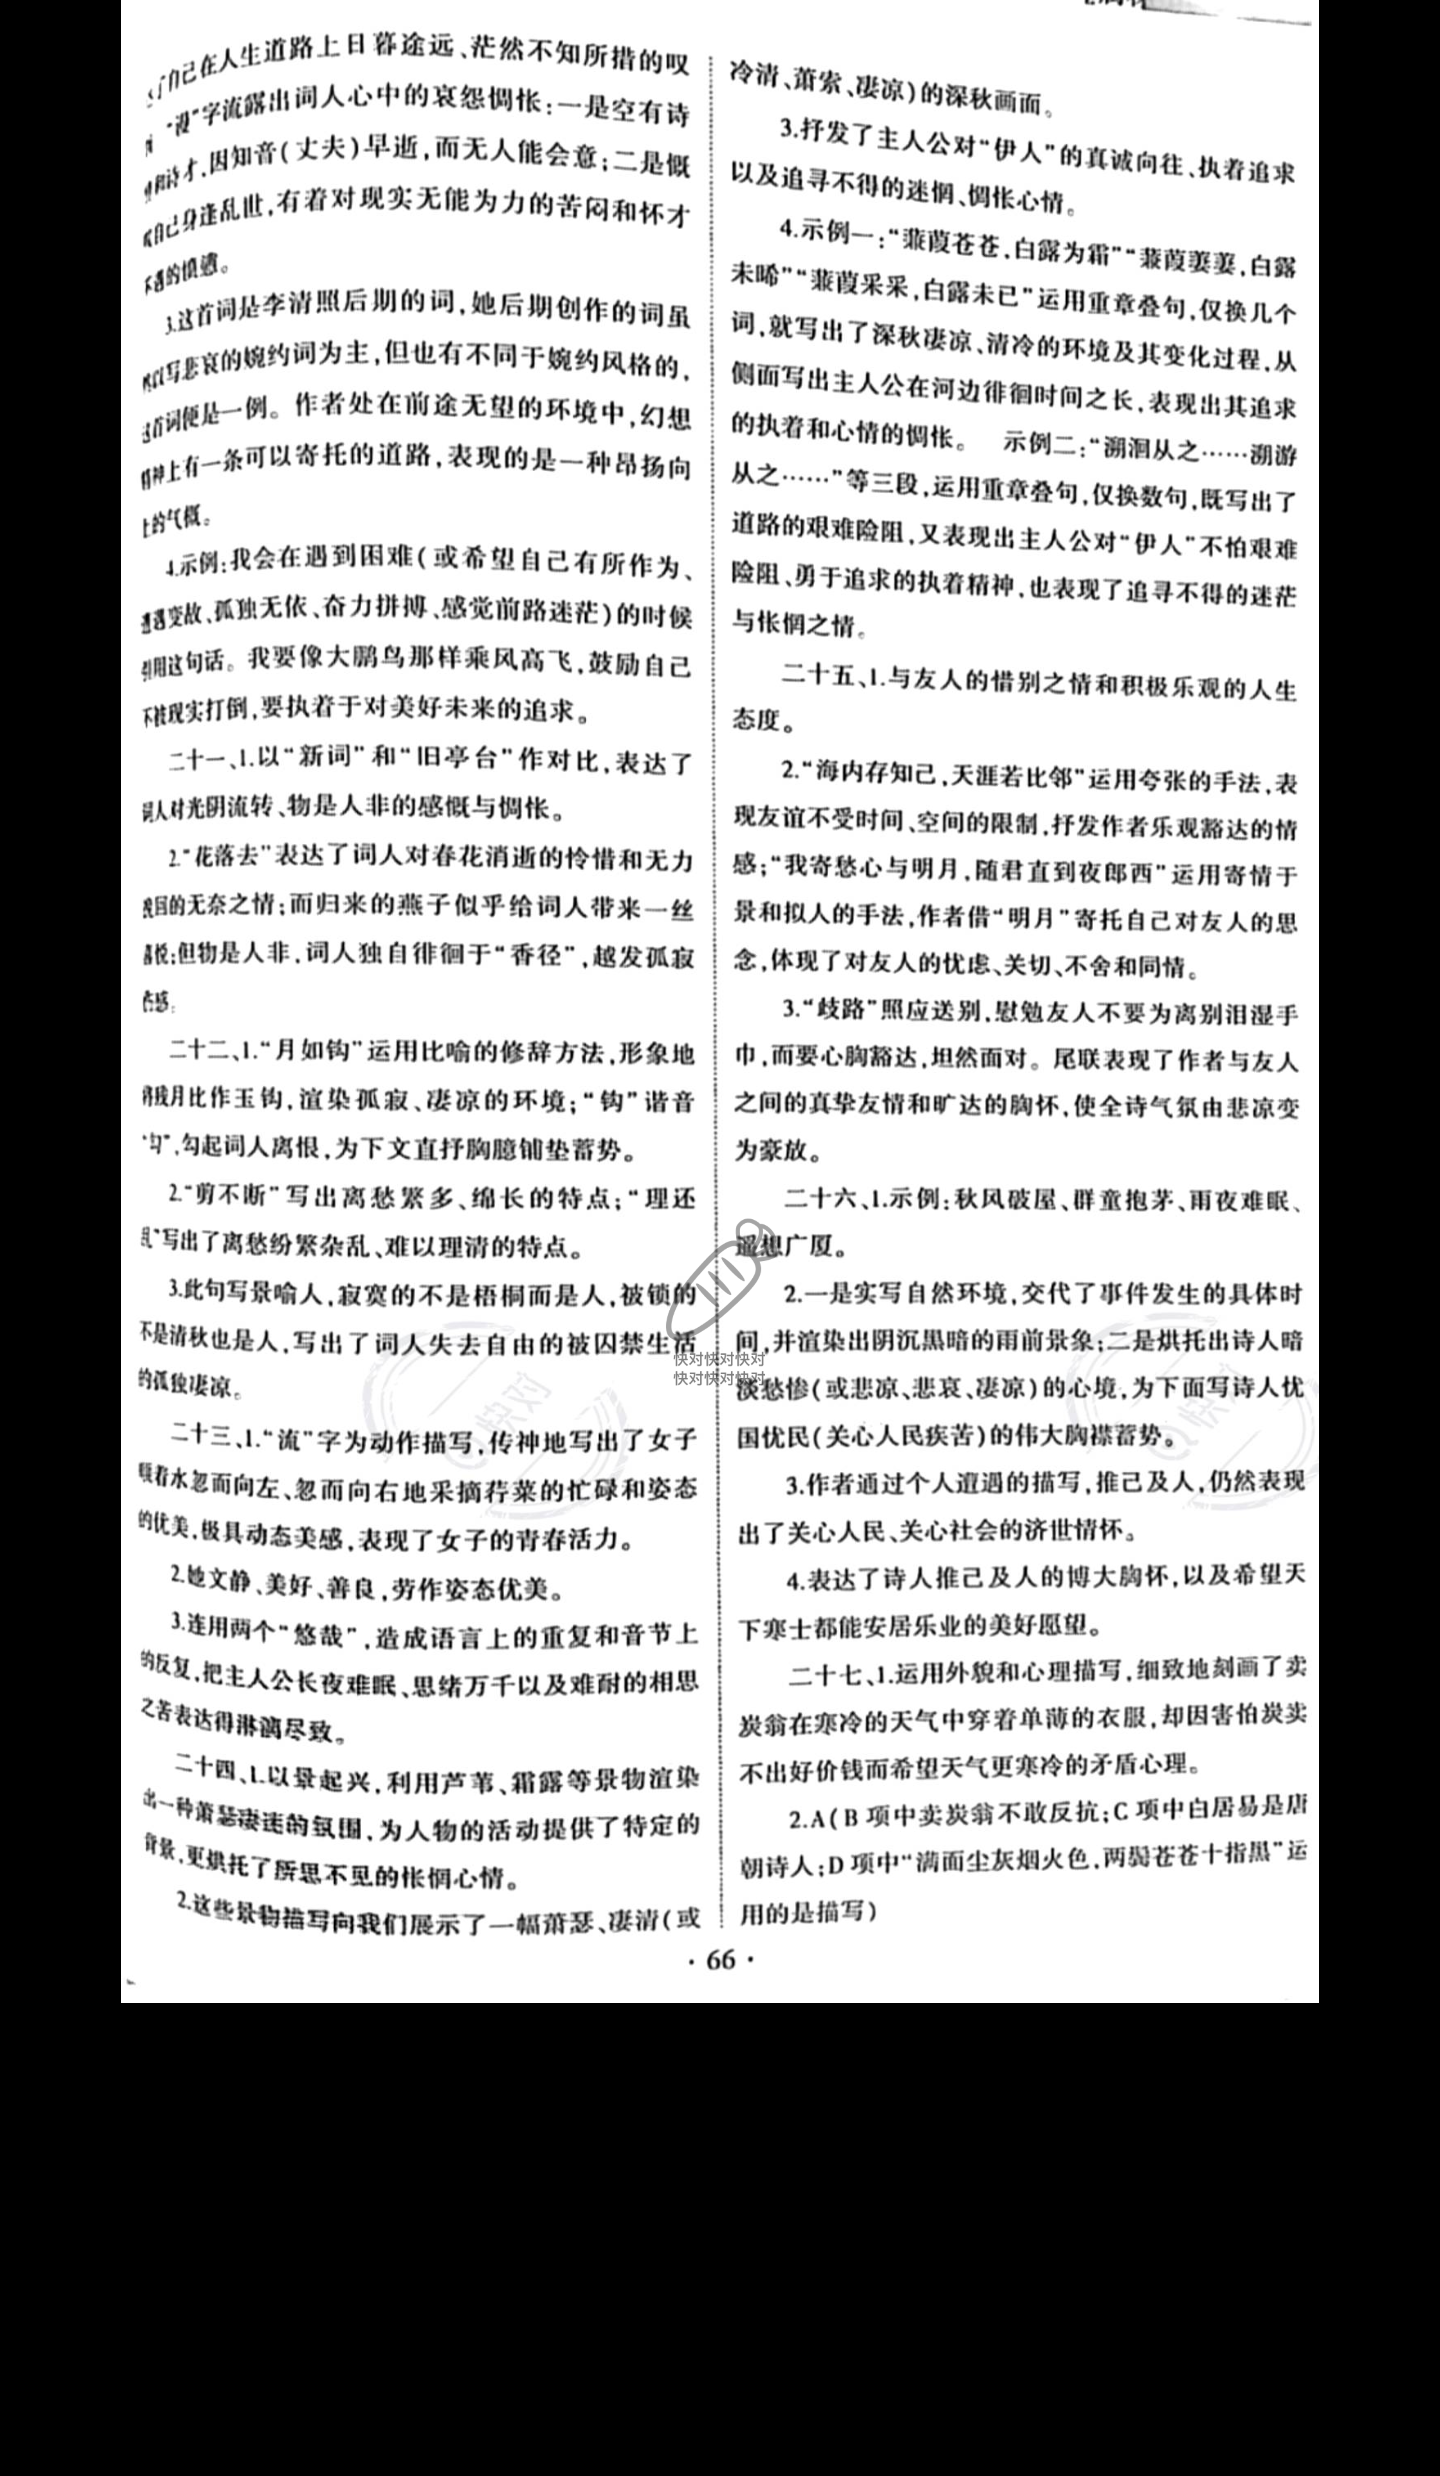 了自己在人生道路上日暮途远、茫然不知所措的叹
“谩”字流露出词人心中的哀怨惆怅:一是空有诗
和诗才,因知音(丈夫)早逝,而无人能会意;二是慨
自己身逢乱世,有着对现实无能为力的苦闷和怀才
不遇的愤懑。
3.这首词是李清照后期的词,她后期创作的词虽
以写悲哀的婉约词为主,但也有不同于婉约风格的,
这首词便是一例。作者处在前途无望的环境中,幻想
精神上有一条可以寄托的道路,表现的是一种昂扬向
上的气概。
4.示例:我会在遇到困难(或希望自己有所作为、
遭遇变故、孤独无依、奋力拼搏、感觉前路迷茫)的时候
引用这句话。我要像大鹏鸟那样乘风高飞,鼓励自己
不被现实打倒,要执着于对美好未来的追求。
二十一、1.以“新词”和“旧亭台”作对比,表达了
词人对光阴流转、物是人非的感慨与惆怅。
2.“花落去”表达了词人对春花消逝的怜惜和无力
挽回的无奈之情;而归来的燕子似乎给词人带来一丝
喜悦;但物是人非,词人独自徘徊于“香径”,越发孤寂
伤感。
二十二、1.“月如钩”运用比喻的修辞方法,形象地
将残月比作玉钩,渲染孤寂、凄凉的环境;“钩”谐音
“勾”,勾起词人离恨,为下文直抒胸臆铺垫蓄势。
2.“剪不断”写出离愁繁多、绵长的特点;“理还
乱”写出了离愁纷繁杂乱、难以理清的特点。
3.此句写景喻人,寂寞的不是梧桐而是人,被锁的
不是清秋也是人,写出了词人失去自由的被囚禁生活
的孤独凄凉。
二十三、1.“流”字为动作描写,传神地写出了女子
顺着水忽而向左、忽而向右地采摘荇菜的忙碌和姿态
的优美,极具动态美感,表现了女子的青春活力。
2.她文静、美好、善良,劳作姿态优美。
3.连用两个“悠哉”,造成语言上的重复和音节上
的反复,把主人公长夜难眠、思绪万千以及难耐的相思
之苦表达得淋漓尽致。
二十四、1.以景起兴,利用芦苇、霜露等景物渲染
出一种萧瑟凄迷的氛围,为人物的活动提供了特定的
背景,更烘托了所思不见的怅惘心情。
2.这些景物描写向我们展示了一幅萧瑟、凄清(或
冷清、萧索、凄凉)的深秋画面。
3.抒发了主人公对“伊人”的真诚向往、执着追求
以及追寻不得的迷惘、惆怅心情。
4.示例一:“蒹葭苍苍,白露为霜”“蒹葭萋萋,白露
未晞”“蒹葭采采,白露未已”运用重章叠句,仅换几个
词,就写出了深秋凄凉、清冷的环境及其变化过程,从
侧面写出主人公在河边徘徊时间之长,表现出其追求
的执着和心情的惆怅。 示例二:“溯洄从之……溯游
从之……”等三段,运用重章叠句,仅换数句,既写出了
道路的艰难险阻,又表现出主人公对“伊人”不怕艰难
险阻、勇于追求的执着精神,也表现了追寻不得的迷茫
与怅惘之情。
二十五、1.与友人的惜别之情和积极乐观的人生
态度。
2.“海内存知己,天涯若比邻”运用夸张的手法,表
现友谊不受时间、空间的限制,抒发作者乐观豁达的情
感;“我寄愁心与明月,随君直到夜郎西”运用寄情于
景和拟人的手法,作者借“明月”寄托自己对友人的思
念,体现了对友人的忧虑、关切、不舍和同情。
3.“歧路”照应送别,慰勉友人不要为离别泪湿手
巾,而要心胸豁达,坦然面对。尾联表现了作者与友人
之间的真挚友情和旷达的胸怀,使全诗气氛由悲凉变
为豪放。
二十六、1.示例:秋风破屋、群童抱茅、雨夜难眠、
遥想广厦。
2.一是实写自然环境,交代了事件发生的具体时
间,并渲染出阴沉黑暗的雨前景象;二是烘托出诗人暗
淡愁惨(或悲凉、悲哀、凄凉)的心境,为下面写诗人忧
国忧民(关心人民疾苦)的伟大胸襟蓄势。
3.作者通过个人遭遇的描写,推己及人,仍然表现
出了关心人民、关心社会的济世情怀。
4.表达了诗人推己及人的博大胸怀,以及希望天
下寒士都能安居乐业的美好愿望。
二十七、1.运用外貌和心理描写,细致地刻画了卖
炭翁在寒冷的天气中穿着单薄的衣服,却因害怕炭卖
不出好价钱而希望天气更寒冷的矛盾心理。
2.A(B项中卖炭翁不敢反抗;C项中白居易是唐
朝诗人;D项中“满面尘灰烟火色,两鬓苍苍十指黑”运
用的是描写)
快对快对快对
快对快对快对
快对
快对
· 66 ·